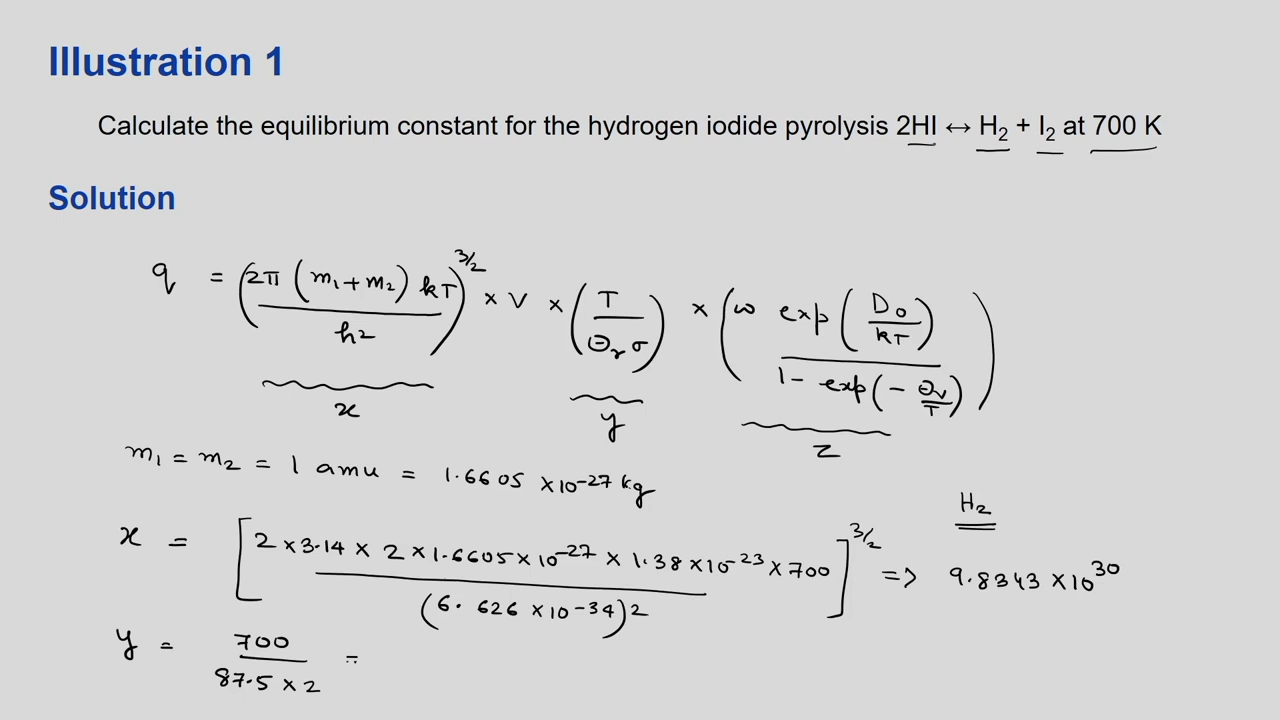 Illustration 1
Calculate the equilibrium constant for the hydrogen iodide pyrolysis 2HI ↔ H₂ + I₂ at 700 K
Solution
q = (2π (m₁+m₂) kT / h²)^3/2 × V × (T / Θr σ) × (ω exp(D₀/kT) / 1 - exp(-Θv/T))
x y z
m₁ = m₂ = 1 amu = 1.6605 × 10⁻²⁷ kg
H₂
x = [2 × 3.14 × 2 × 1.6605 × 10⁻²⁷ × 1.38 × 10⁻²³ × 700 / (6.626 × 10⁻³⁴)²]^3/2 => 9.8343 × 10³⁰
y = 700 / 87.5 × 2 =